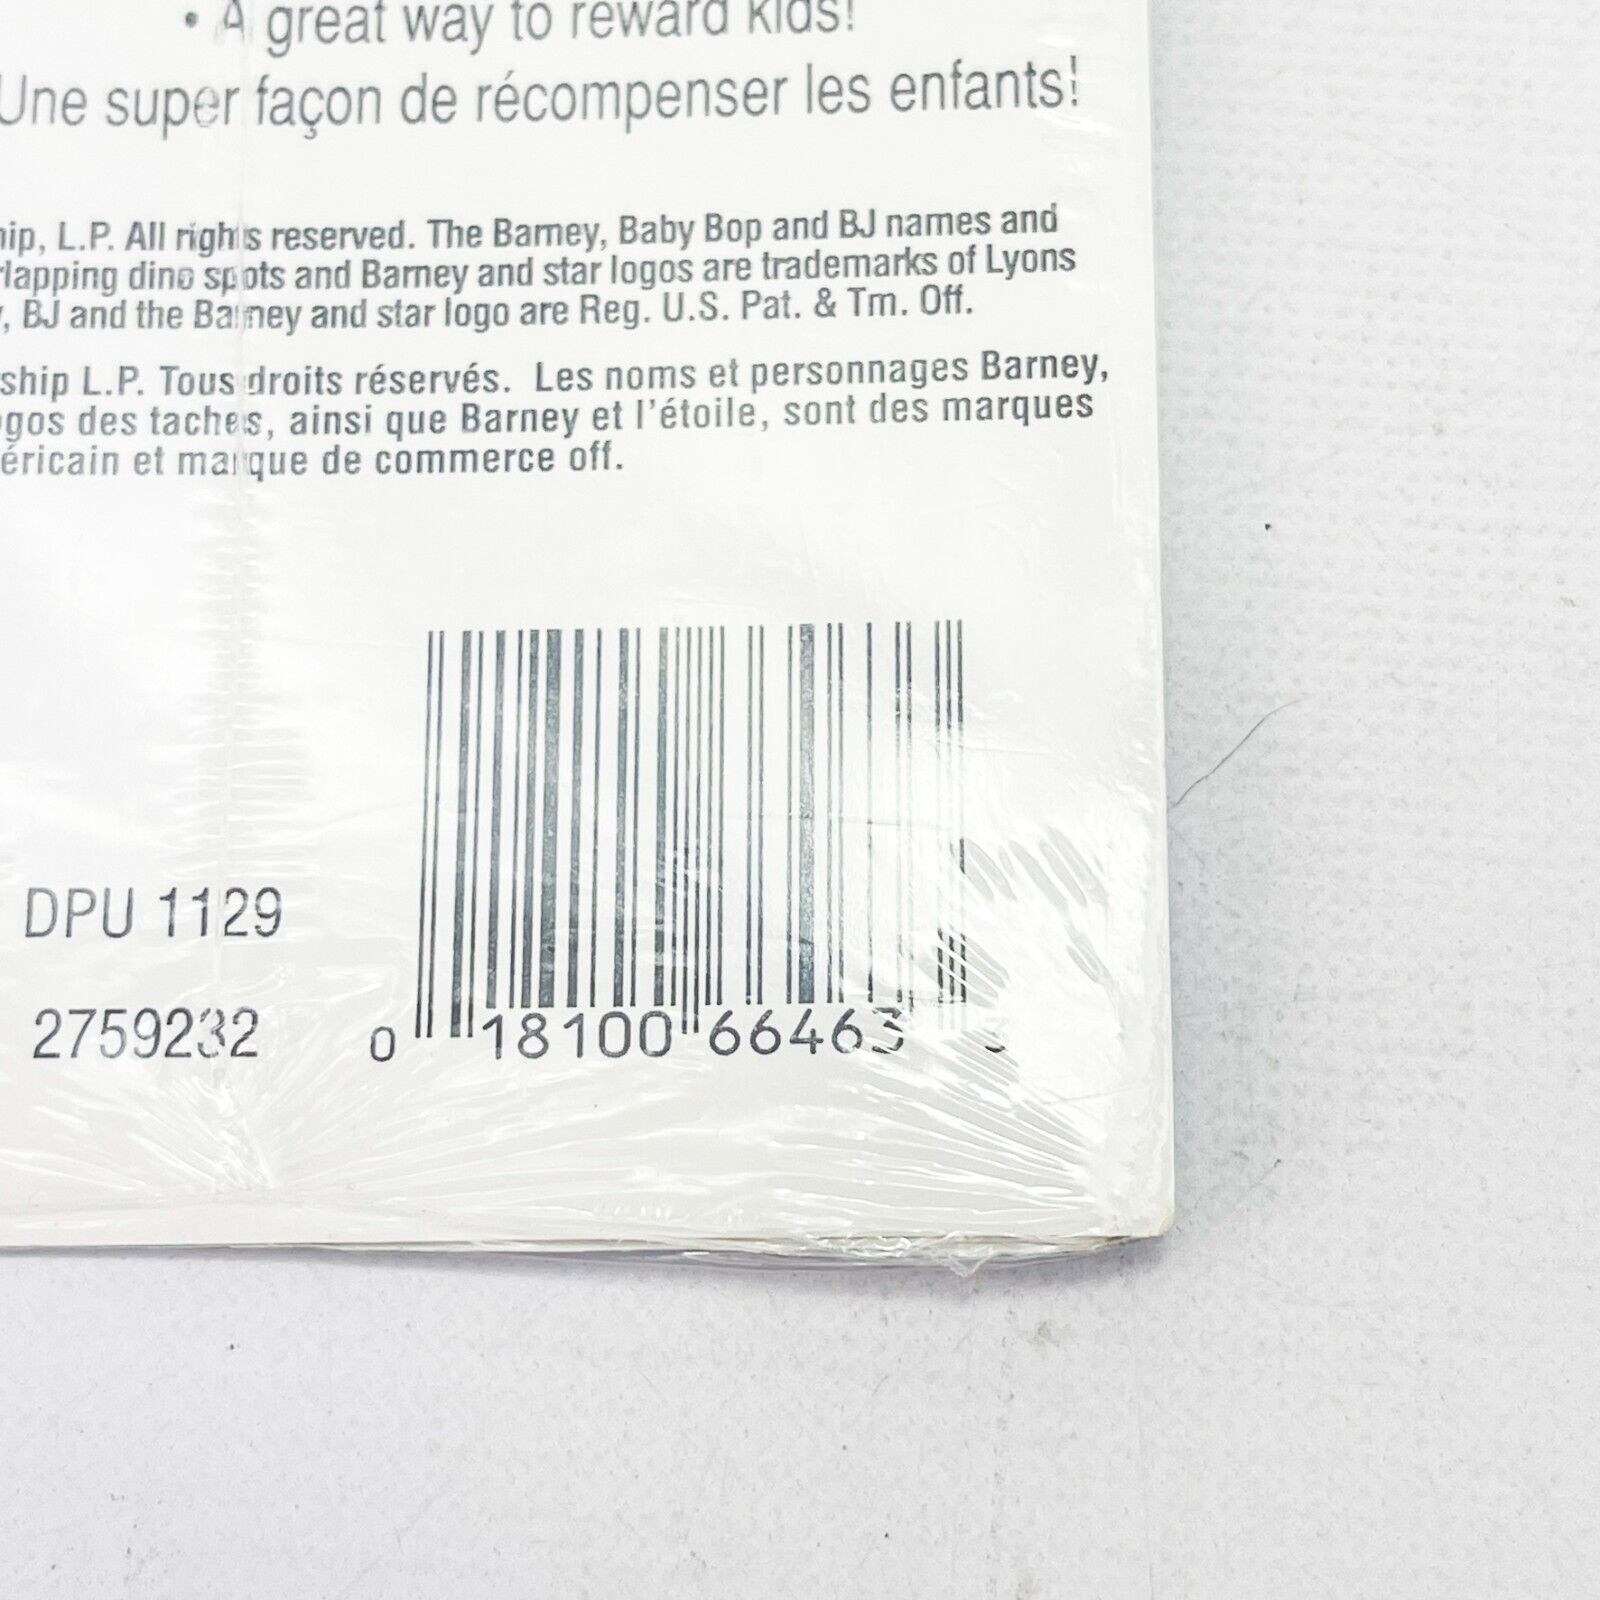 • A great way to reward kids!
Une super façon de récompenser les enfants!
hip, L.P. All rights reserved. The Barney, Baby Bop and BJ names and
rlapping dino spots and Barney and star logos are trademarks of Lyons
, BJ and the Barney and star logo are Reg. U.S. Pat. & Tm. Off.
ship L.P. Tous droits réservés. Les noms et personnages Barney,
gos des taches, ainsi que Barney et l'étoile, sont des marques
éricain et marque de commerce off.
DPU 1129
2759232
0 18100 66463